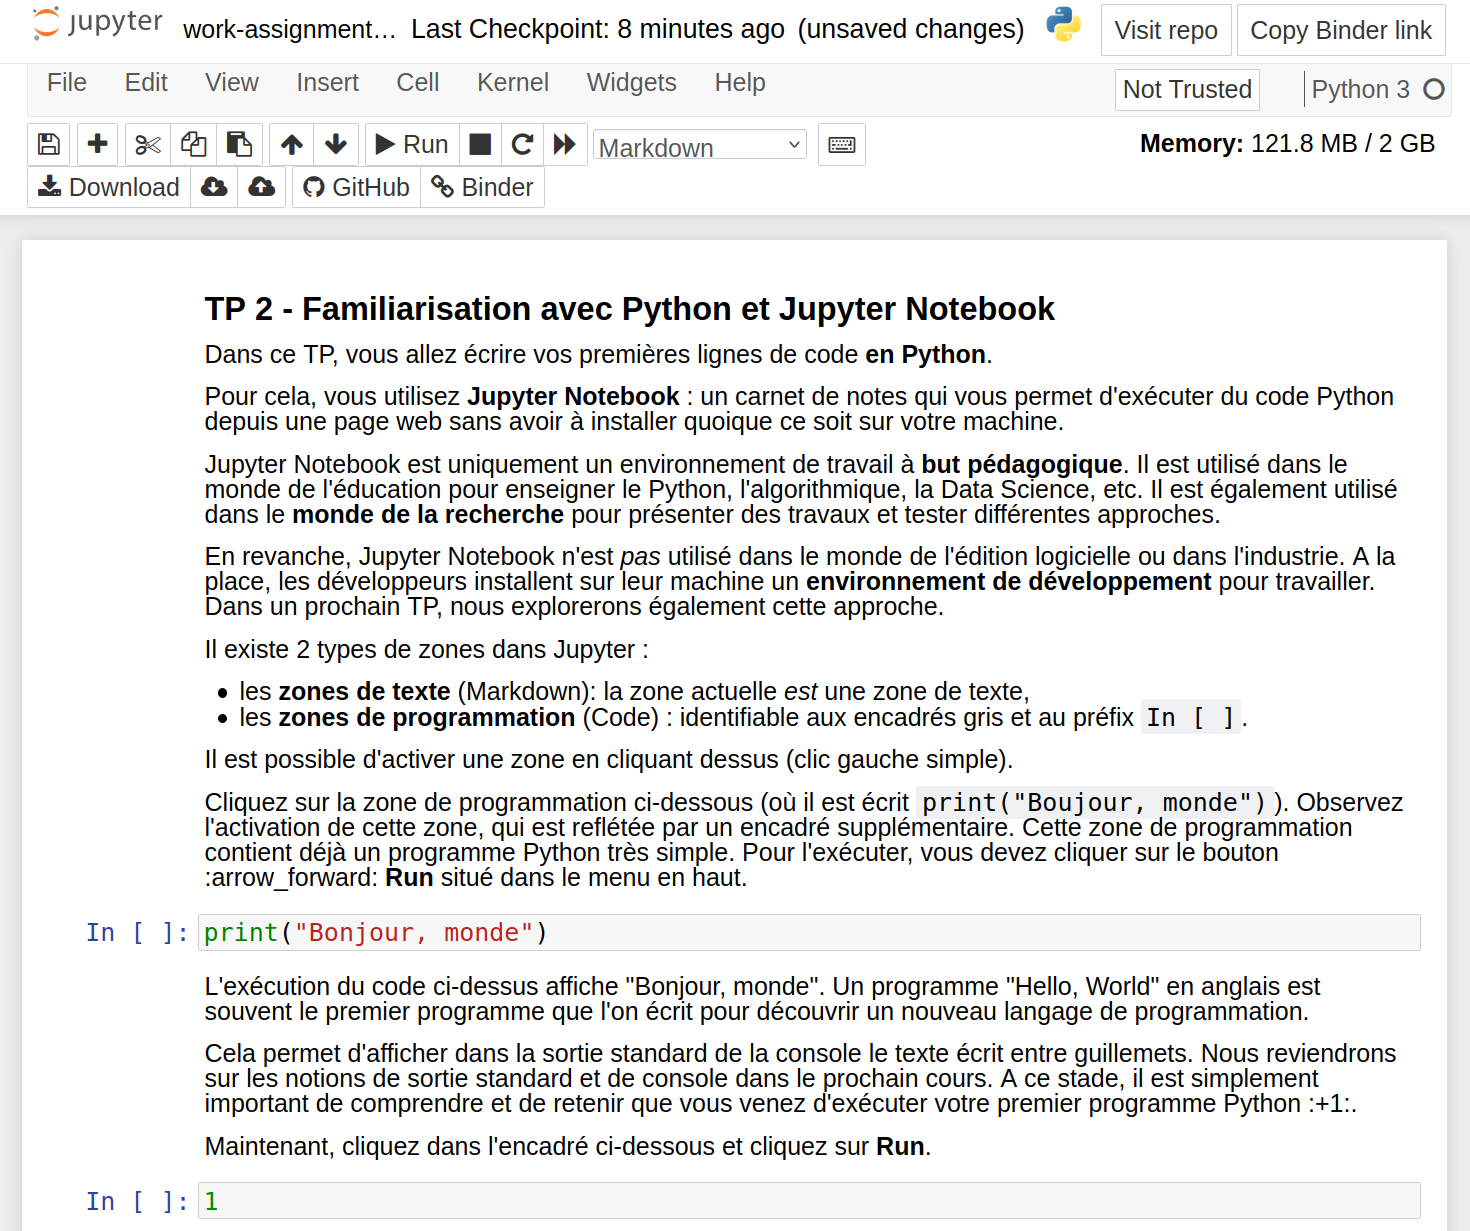 jupyter work-assignment... Last Checkpoint: 8 minutes ago (unsaved changes) Visit repo Copy Binder link
File Edit View Insert Cell Kernel Widgets Help Not Trusted Python 3
Run Markdown Memory: 121.8 MB / 2 GB
Download GitHub Binder
TP 2 - Familiarisation avec Python et Jupyter Notebook
Dans ce TP, vous allez écrire vos premières lignes de code en Python.
Pour cela, vous utilisez Jupyter Notebook : un carnet de notes qui vous permet d'exécuter du code Python
depuis une page web sans avoir à installer quoique ce soit sur votre machine.
Jupyter Notebook est uniquement un environnement de travail à but pédagogique. Il est utilisé dans le
monde de l'éducation pour enseigner le Python, l'algorithmique, la Data Science, etc. Il est également utilisé
dans le monde de la recherche pour présenter des travaux et tester différentes approches.
En revanche, Jupyter Notebook n'est pas utilisé dans le monde de l'édition logicielle ou dans l'industrie. A la
place, les développeurs installent sur leur machine un environnement de développement pour travailler.
Dans un prochain TP, nous explorerons également cette approche.
Il existe 2 types de zones dans Jupyter :
• les zones de texte (Markdown): la zone actuelle est une zone de texte,
• les zones de programmation (Code) : identifiable aux encadrés gris et au préfix In [ ].
Il est possible d'activer une zone en cliquant dessus (clic gauche simple).
Cliquez sur la zone de programmation ci-dessous (où il est écrit print("Boujour, monde")). Observez
l'activation de cette zone, qui est reflétée par un encadré supplémentaire. Cette zone de programmation
contient déjà un programme Python très simple. Pour l'exécuter, vous devez cliquer sur le bouton
:arrow_forward: Run situé dans le menu en haut.
In [ ]: print("Bonjour, monde")
L'exécution du code ci-dessus affiche "Bonjour, monde". Un programme "Hello, World" en anglais est
souvent le premier programme que l'on écrit pour découvrir un nouveau langage de programmation.
Cela permet d'afficher dans la sortie standard de la console le texte écrit entre guillemets. Nous reviendrons
sur les notions de sortie standard et de console dans le prochain cours. A ce stade, il est simplement
important de comprendre et de retenir que vous venez d'exécuter votre premier programme Python :+1:.
Maintenant, cliquez dans l'encadré ci-dessous et cliquez sur Run.
In [ ]: 1